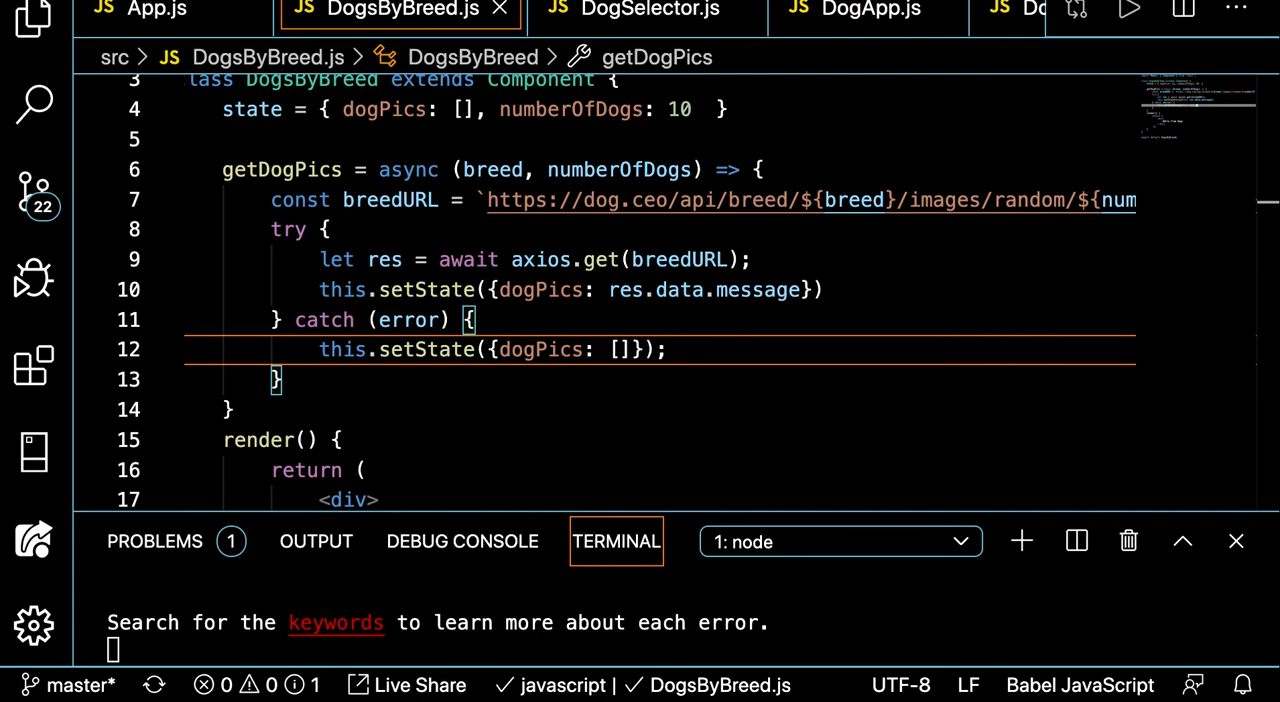 JS App.js JS DogsByBreed.js JS DogSelector.js JS DogApp.js JS
src > JS DogsByBreed.js > DogsByBreed > getDogPics
3 lass DogsByBreed extends Component {
4 state = { dogPics: [], numberOfDogs: 10 }
5
6 getDogPics = async (breed, numberOfDogs) => {
7 const breedURL = `https://dog.ceo/api/breed/${breed}/images/random/${num
8 try {
9 let res = await axios.get(breedURL);
10 this.setState({dogPics: res.data.message})
11 } catch (error) {
12 this.setState({dogPics: []});
13 }
14 }
15 render() {
16 return (
17 <div>
22
PROBLEMS 1 OUTPUT DEBUG CONSOLE TERMINAL 1: node
Search for the keywords to learn more about each error.
master* 0 0 1 Live Share javascript | DogsByBreed.js UTF-8 LF Babel JavaScript